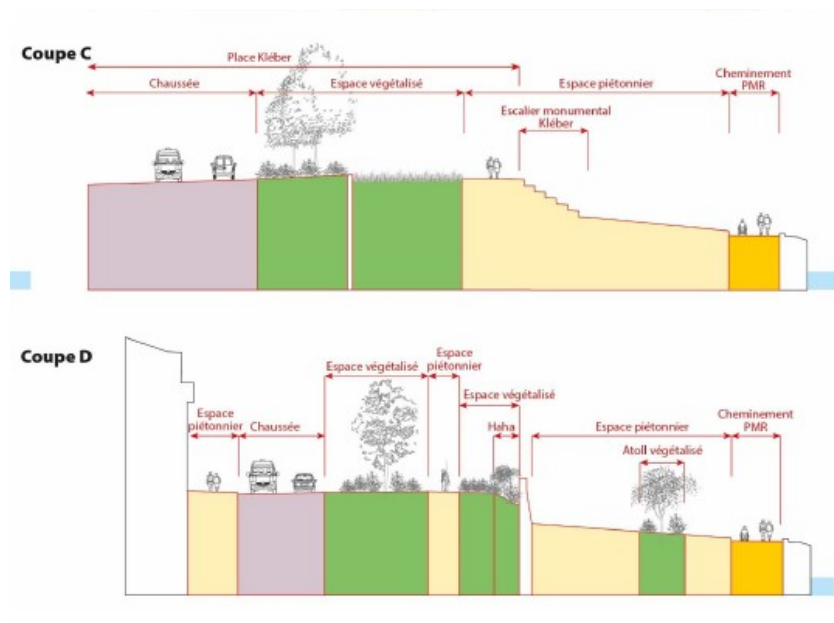 Coupe C
Place Kléber
Chaussée
Espace végétalisé
Espace piétonnier
Cheminement
PMR
Escalier monumental
Kléber
Coupe D
Espace végétalisé
Espace
piétonnier
Espace végétalisé
Espace
piétonnier
Chaussée
Haha
Espace piétonnier
Cheminement
PMR
Atoll végétalisé